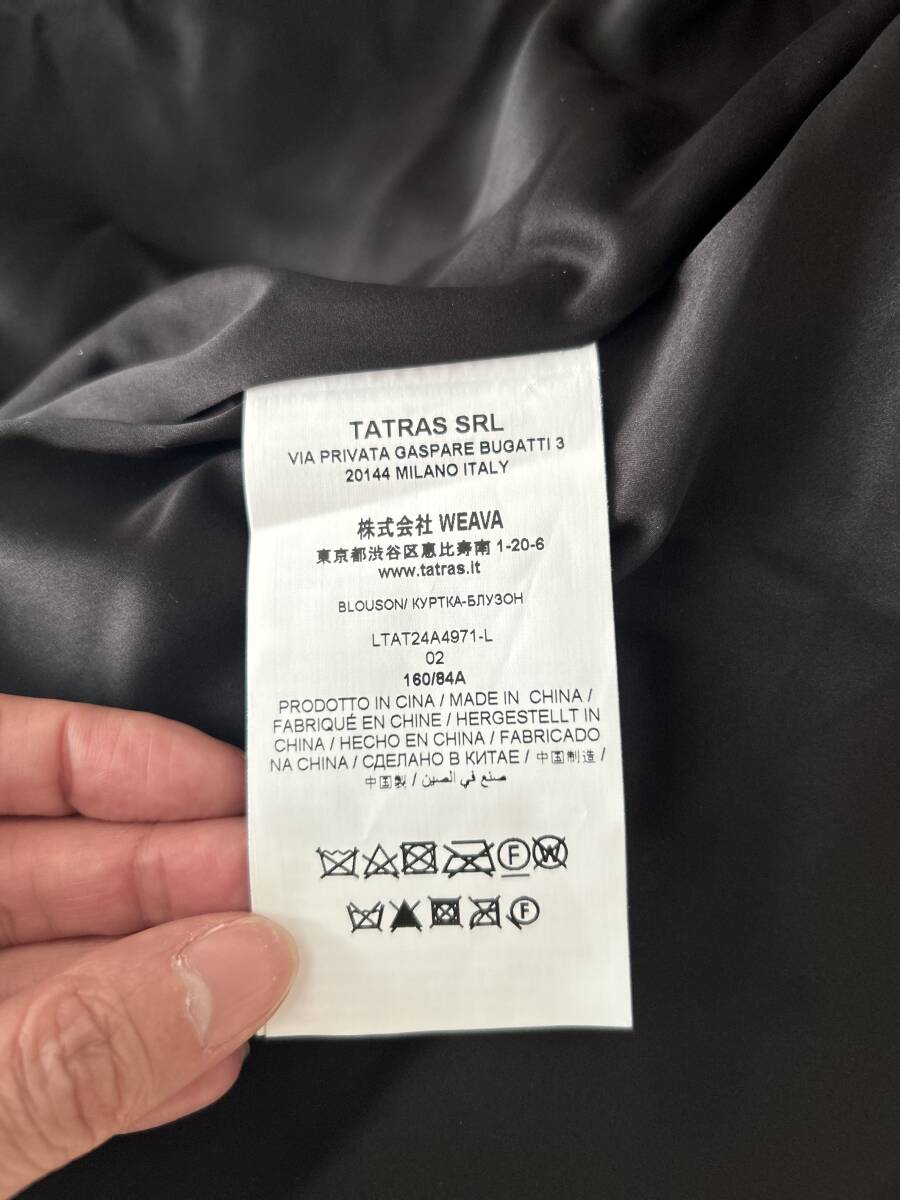 TATRAS SRL
VIA PRIVATA GASPARE BUGATTI 3
20144 MILANO ITALY
株式会社 WEAVA
東京都渋谷区恵比寿南 1-20-6
www.tatras.it
BLOUSON/ КУРТКА-БЛУЗОН
LTAT24A4971-L
02
160/84A
PRODOTTO IN CINA / MADE IN CHINA /
FABRIQUÉ EN CHINE / HERGESTELLT IN
CHINA / HECHO EN CHINA / FABRICADO
NA CHINA / СДЕЛАНО В КИТАЕ / 中国制造 /
中国製 / صنع في الصين
F W
F